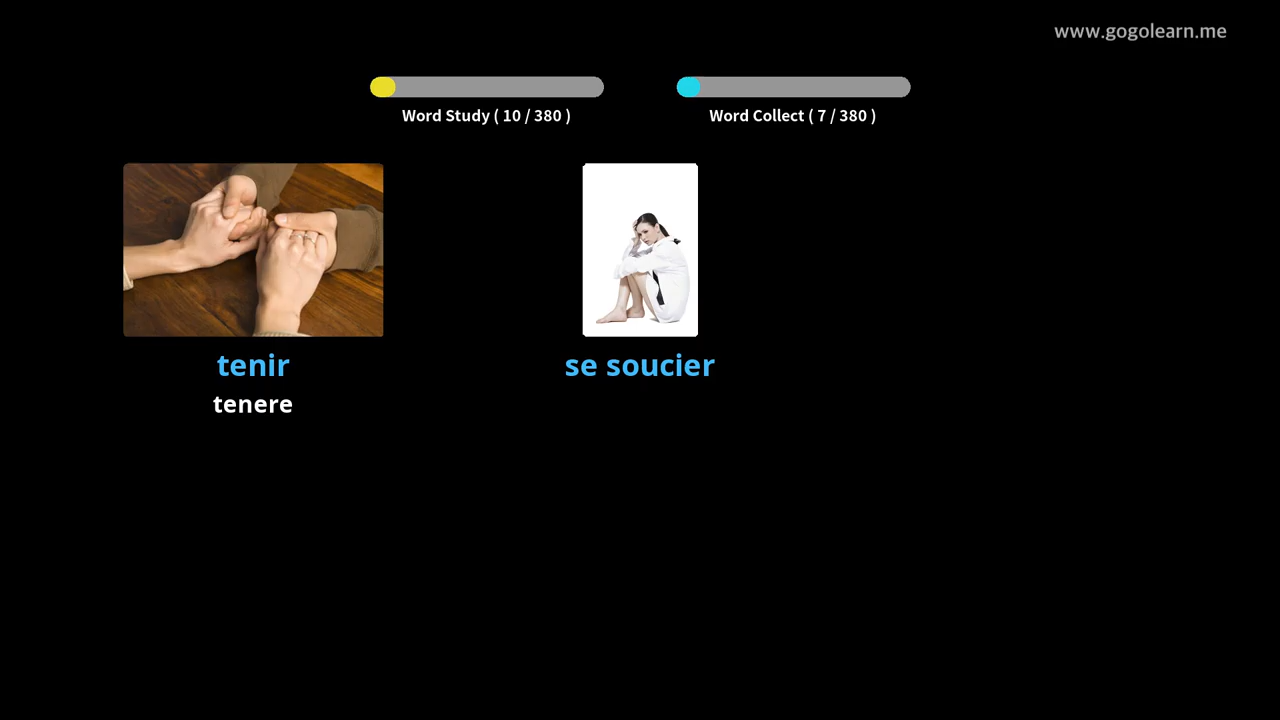 www.gogolearn.me
Word Study ( 10 / 380 )
Word Collect ( 7 / 380 )
tenir
se soucier
tenere